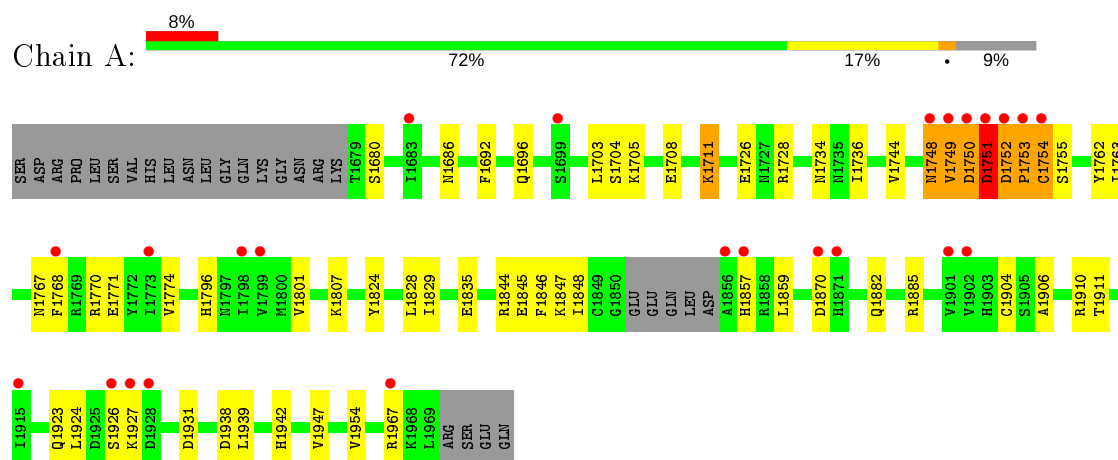 8%
Chain A:
72% 17% • 9%
SER ASP ARG PRO LEU SER VAL HIS LEU ASN LEU GLY GLN LYS GLY ASN ARG LYS T1679 S1680 I1683 N1686 F1692 Q1696 S1699 L1703 S1704 K1705 E1708 K1711 E1726 N1727 R1728 N1734 N1735 I1736 V1744 N1748 V1749 D1750 D1751 D1752 P1753 C1754 S1755 Y1762 I1763
N1767 F1768 R1769 R1770 E1771 Y1772 I1773 V1774 H1796 N1797 I1798 V1799 M1800 V1801 K1807 Y1824 L1828 I1829 E1835 R1844 E1845 F1846 K1847 I1848 C1849 G1850 GLU GLU GLN LEU ASP A1856 H1857 R1858 L1859 D1870 H1871 Q1882 R1885 V1901 V1902 H1903 C1904 S1905 A1906 R1910 T1911
I1915 Q1923 L1924 D1925 S1926 K1927 D1928 D1931 D1938 L1939 H1942 V1947 V1954 R1967 K1968 L1969 ARG SER GLU GLN